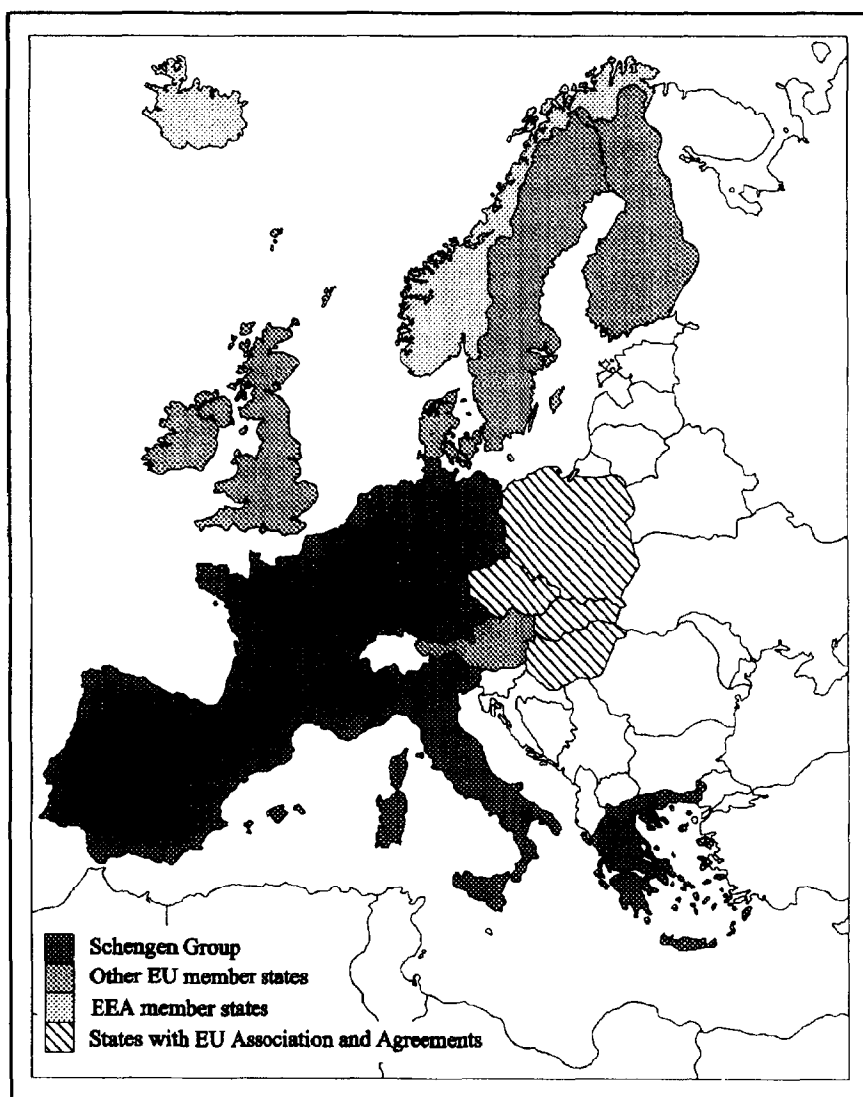 Schengen Group
Other EU member states
EEA member states
States with EU Association and Agreements